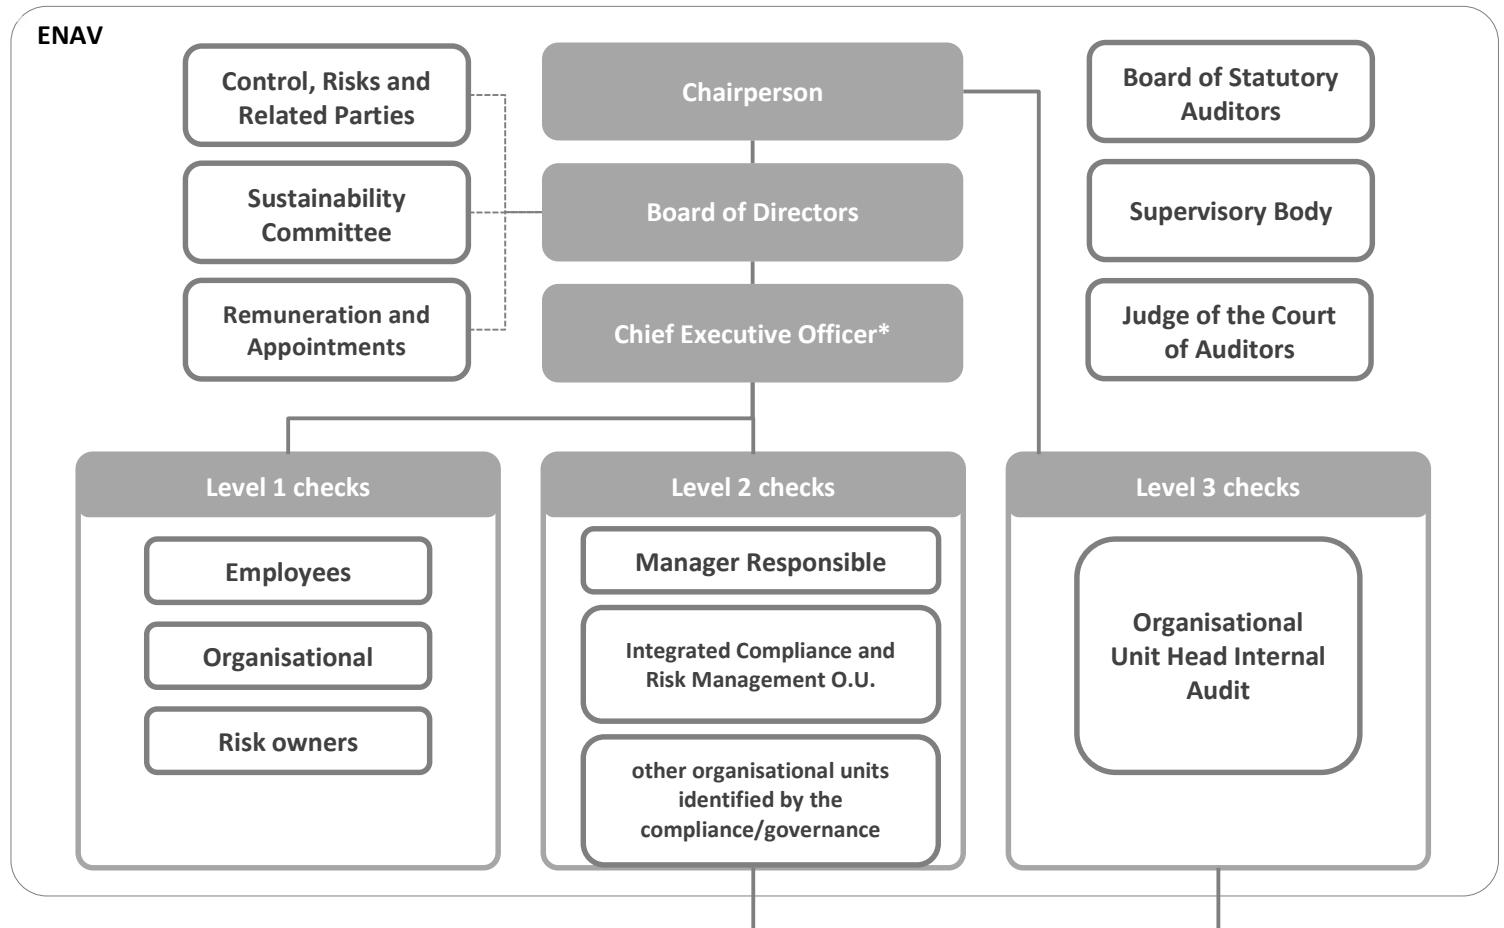 ENAV
Control, Risks and
Related Parties
Sustainability
Committee
Remuneration and
Appointments
Chairperson
Board of Directors
Chief Executive Officer*
Board of Statutory
Auditors
Supervisory Body
Judge of the Court
of Auditors
Level 1 checks
Employees
Organisational
Risk owners
Level 2 checks
Manager Responsible
Integrated Compliance and
Risk Management O.U.
other organisational units
identified by the
compliance/governance
Level 3 checks
Organisational
Unit Head Internal
Audit